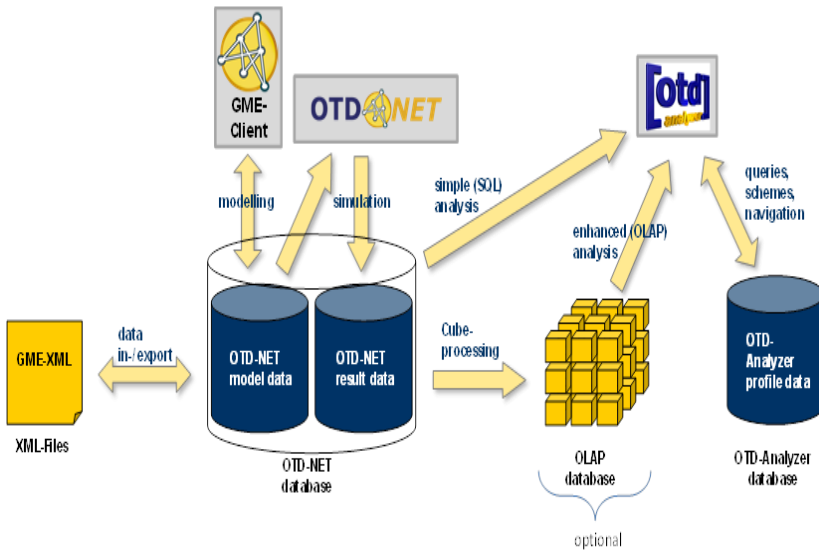 GME-
Client
OTD NET
[otd]
analyzer
modelling
simulation
simple (SQL)
analysis
enhanced (OLAP)
analysis
queries,
schemes,
navigation
GME-XML
XML-Files
data
in-/export
OTD-NET
model data
OTD-NET
result data
OTD-NET
database
Cube-
processing
OLAP
database
optional
OTD-
Analyzer
profile data
OTD-Analyzer
database